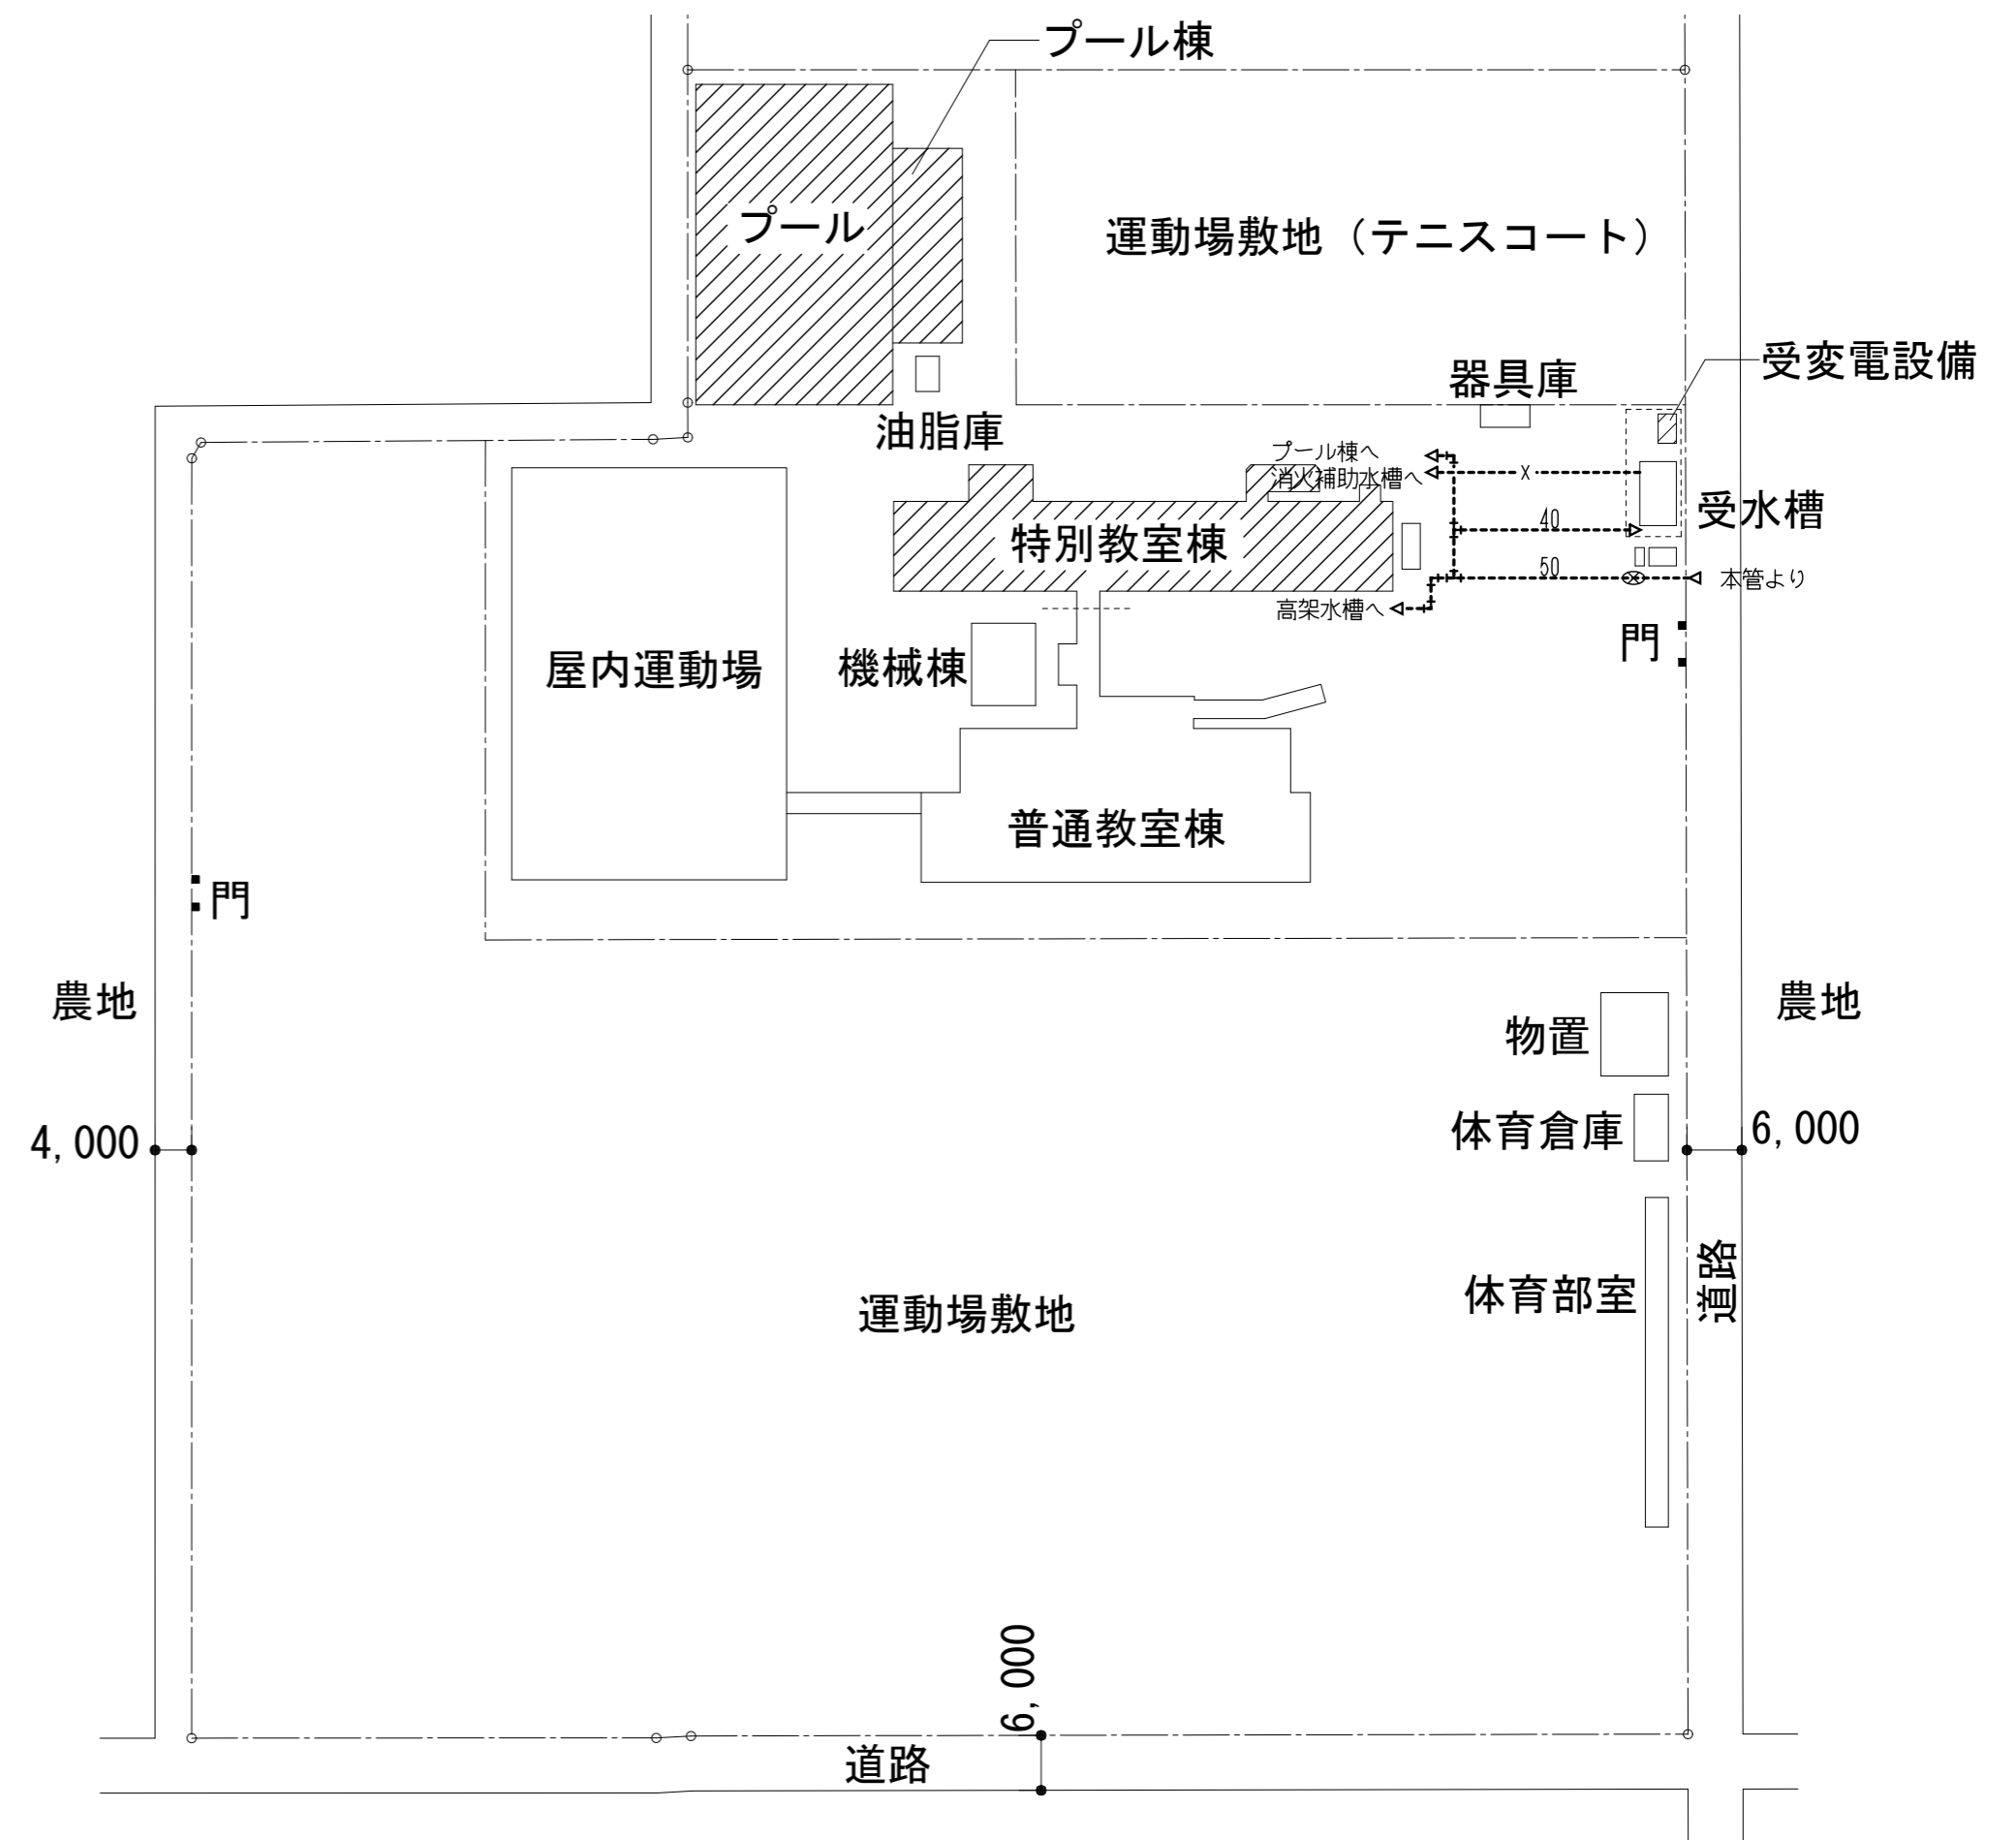 プール棟
プール
運動場敷地（テニスコート）
受変電設備
器具庫
油脂庫
プール棟へ
消火補助水槽へ
X
受水槽
40
特別教室棟
50
本管より
高架水槽へ
門
屋内運動場
機械棟
普通教室棟
門
農地
農地
物置
4,000
体育倉庫
6,000
道路
体育部室
運動場敷地
6,000
道路